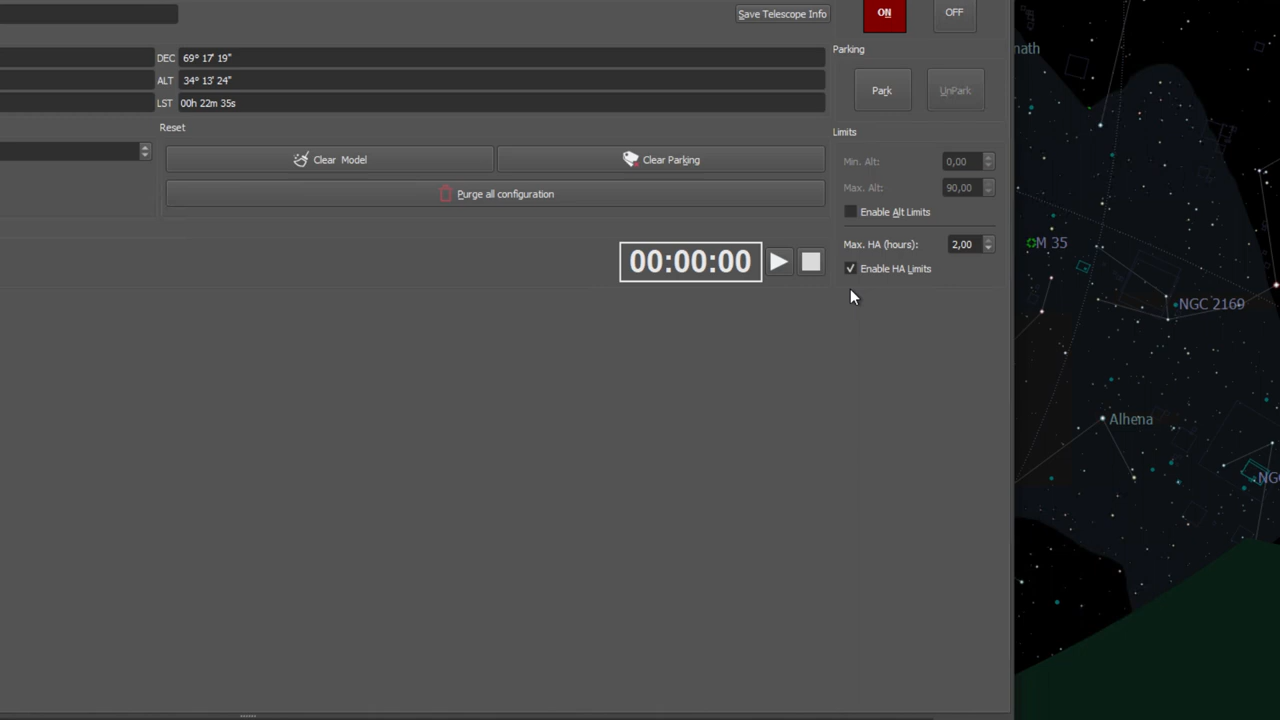 Save Telescope Info
ON
OFF
DEC 69° 17' 19"
ALT 34° 13' 24"
LST 00h 22m 35s
Parking
Park
UnPark
Reset
Clear Model
Clear Parking
Purge all configuration
Limits
Min. Alt: 0,00
Max. Alt: 90,00
Enable Alt Limits
Max. HA (hours): 2,00
Enable HA Limits
00:00:00
math
M 35
NGC 2169
Alhena
NG